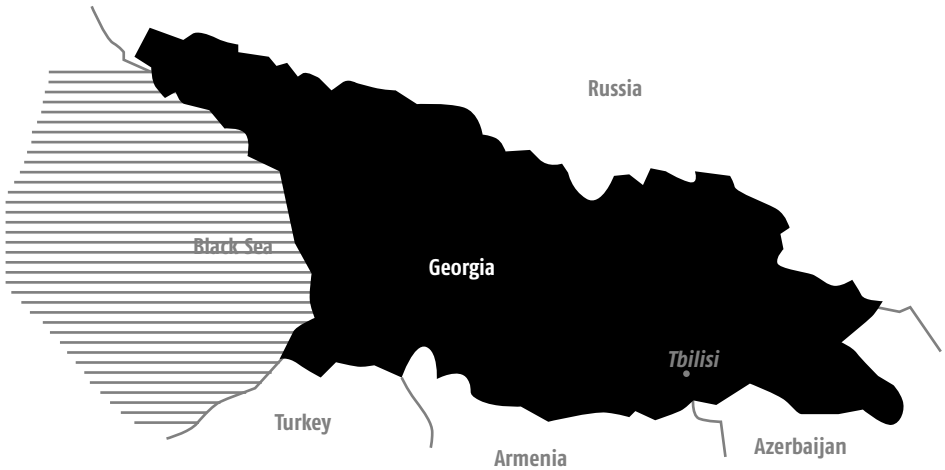 Russia
Black Sea
Georgia
Tbilisi
Turkey
Azerbaijan
Armenia